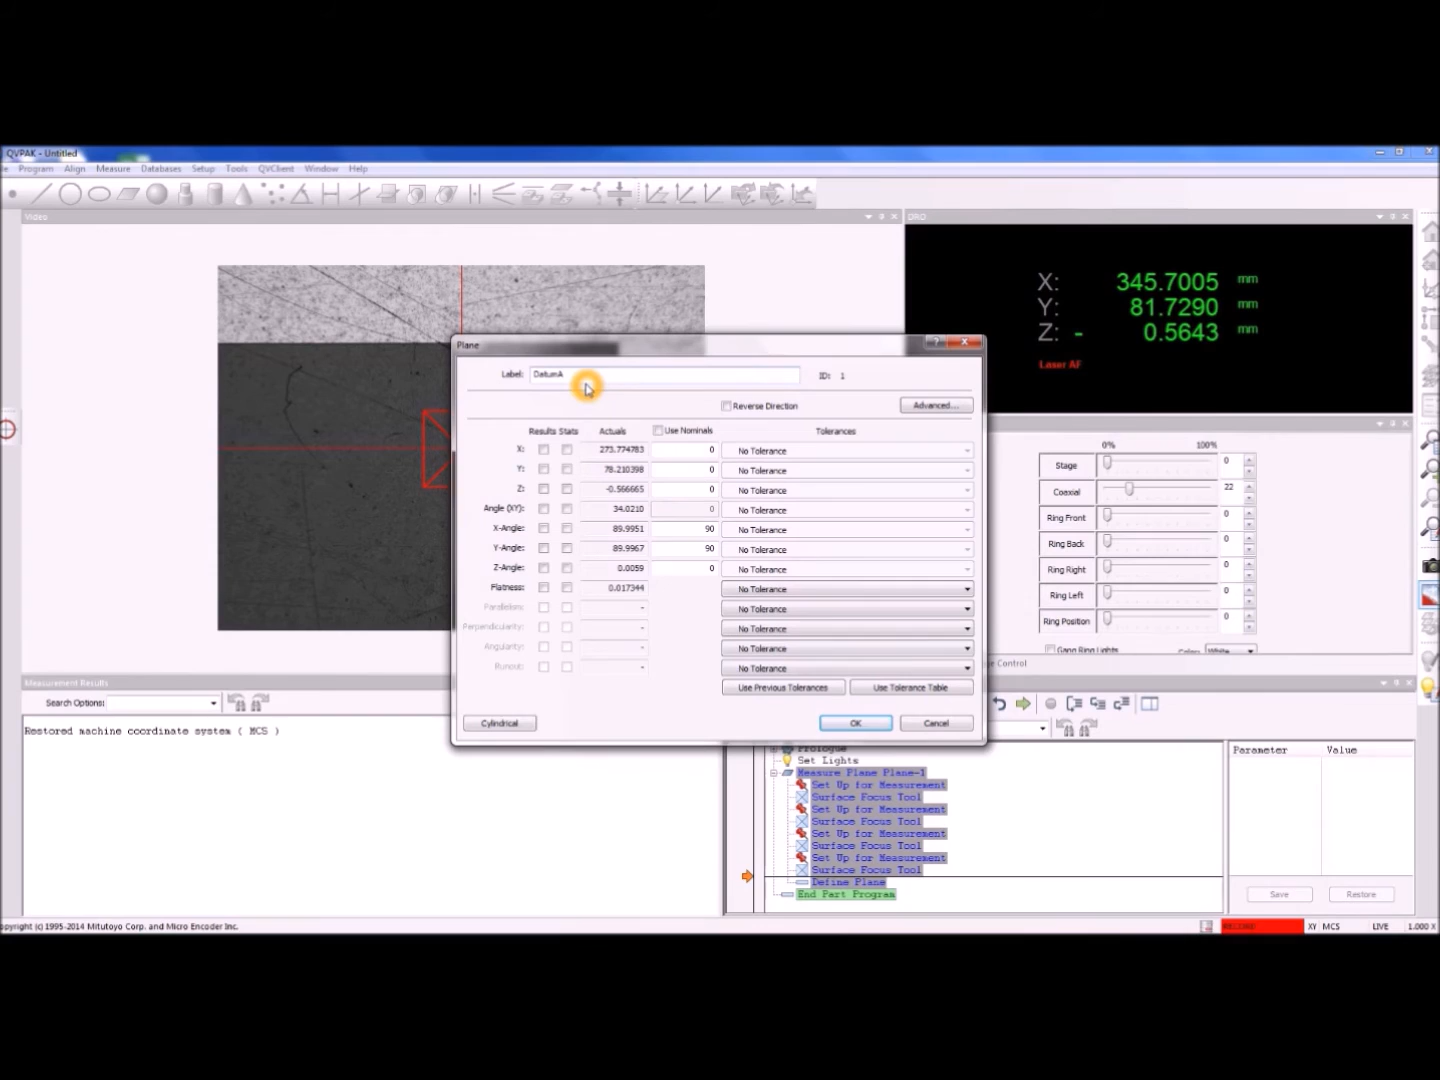 QVPAK - Untitled
Program Align Measure Databases Setup Tools QVClient Window Help
Video
DRO
X: 345.7005 mm
Y: 81.7290 mm
Z: - 0.5643 mm
Laser AF
Plane
Label: DatumA ID: 1
Reverse Direction Advanced...
Results Stats Actuals Use Nominals Tolerances
X: 273.774783 0 No Tolerance
Y: 78.210398 0 No Tolerance
Z: -0.566665 0 No Tolerance
Angle (XY): 34.0210 0 No Tolerance
X-Angle: 89.9951 90 No Tolerance
Y-Angle: 89.9967 90 No Tolerance
Z-Angle: 0.0059 0 No Tolerance
Flatness: 0.017344 No Tolerance
Parallelism: - No Tolerance
Perpendicularity: - No Tolerance
Angularity: - No Tolerance
Runout: - No Tolerance
Use Previous Tolerances Use Tolerance Table
Cylindrical OK Cancel
0% 100%
Stage 0
Coaxial 22
Ring Front 0
Ring Back 0
Ring Right 0
Ring Left 0
Ring Position 0
Gang Ring Lights Color: White
Control
Measurement Results
Search Options:
Restored machine coordinate system ( MCS )
Prologue
Set Lights
Measure Plane Plane-1
Set Up for Measurement
Surface Focus Tool
Set Up for Measurement
Surface Focus Tool
Set Up for Measurement
Surface Focus Tool
Set Up for Measurement
Surface Focus Tool
Define Plane
End Part Program
Parameter Value
Save Restore
opyright (c) 1995-2014 Mitutoyo Corp. and Micro Encoder Inc.
XY MCS LIVE 1.000 X